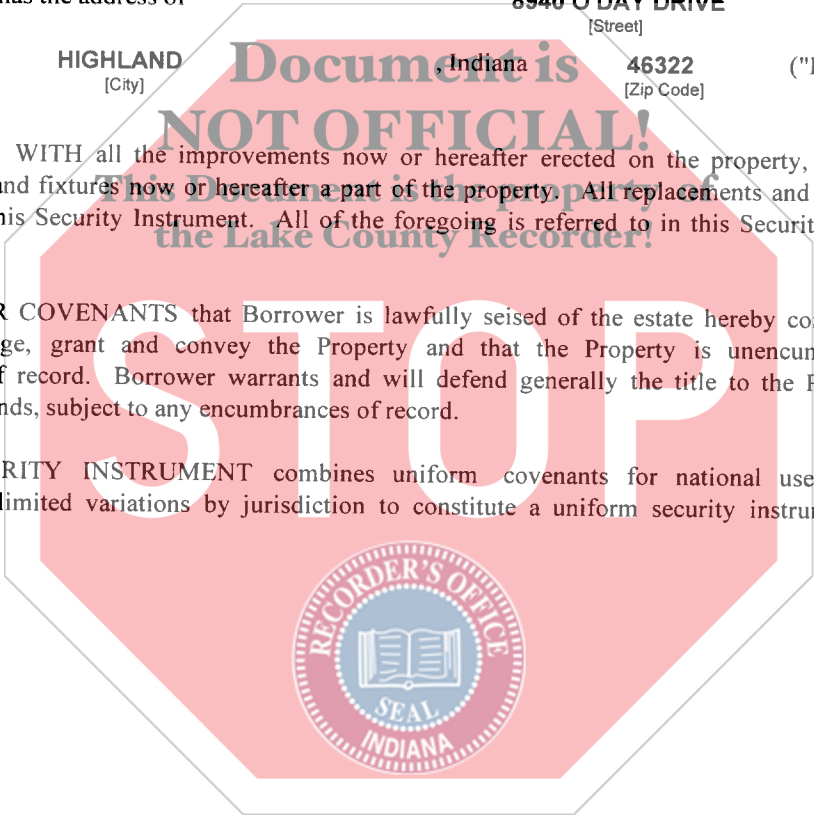 has the address of 8940 O DAY DRIVE
[Street]
HIGHLAND , Indiana 46322 ("
[City] [Zip Code]
Document is
NOT OFFICIAL!
This Document is the property of
the Lake County Recorder!
WITH all the improvements now or hereafter erected on the property,
and fixtures now or hereafter a part of the property. All replacements and
his Security Instrument. All of the foregoing is referred to in this Securit
R COVENANTS that Borrower is lawfully seised of the estate hereby co
ge, grant and convey the Property and that the Property is unencum
f record. Borrower warrants and will defend generally the title to the P
nds, subject to any encumbrances of record.
STOP
RITY INSTRUMENT combines uniform covenants for national use
limited variations by jurisdiction to constitute a uniform security instrum
RECORDER'S OFFICE
SEAL
INDIANA